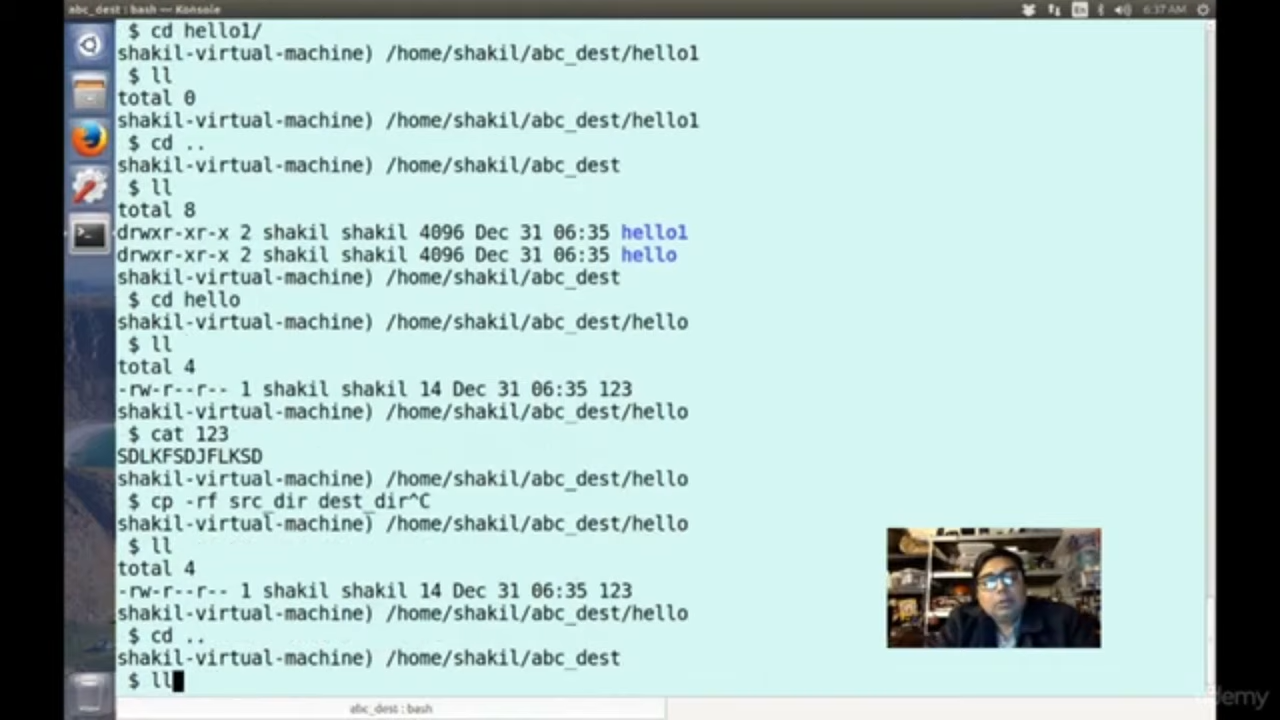 abc_dest : bash — Konsole
En
6:37 AM
$ cd hello1/
shakil-virtual-machine) /home/shakil/abc_dest/hello1
$ ll
total 0
shakil-virtual-machine) /home/shakil/abc_dest/hello1
$ cd ..
shakil-virtual-machine) /home/shakil/abc_dest
$ ll
total 8
drwxr-xr-x 2 shakil shakil 4096 Dec 31 06:35 hello1
drwxr-xr-x 2 shakil shakil 4096 Dec 31 06:35 hello
shakil-virtual-machine) /home/shakil/abc_dest
$ cd hello
shakil-virtual-machine) /home/shakil/abc_dest/hello
$ ll
total 4
-rw-r--r-- 1 shakil shakil 14 Dec 31 06:35 123
shakil-virtual-machine) /home/shakil/abc_dest/hello
$ cat 123
SDLKFSDJFLKSD
shakil-virtual-machine) /home/shakil/abc_dest/hello
$ cp -rf src_dir dest_dir^C
shakil-virtual-machine) /home/shakil/abc_dest/hello
$ ll
total 4
-rw-r--r-- 1 shakil shakil 14 Dec 31 06:35 123
shakil-virtual-machine) /home/shakil/abc_dest/hello
$ cd ..
shakil-virtual-machine) /home/shakil/abc_dest
$ ll
abc_dest : bash
udemy